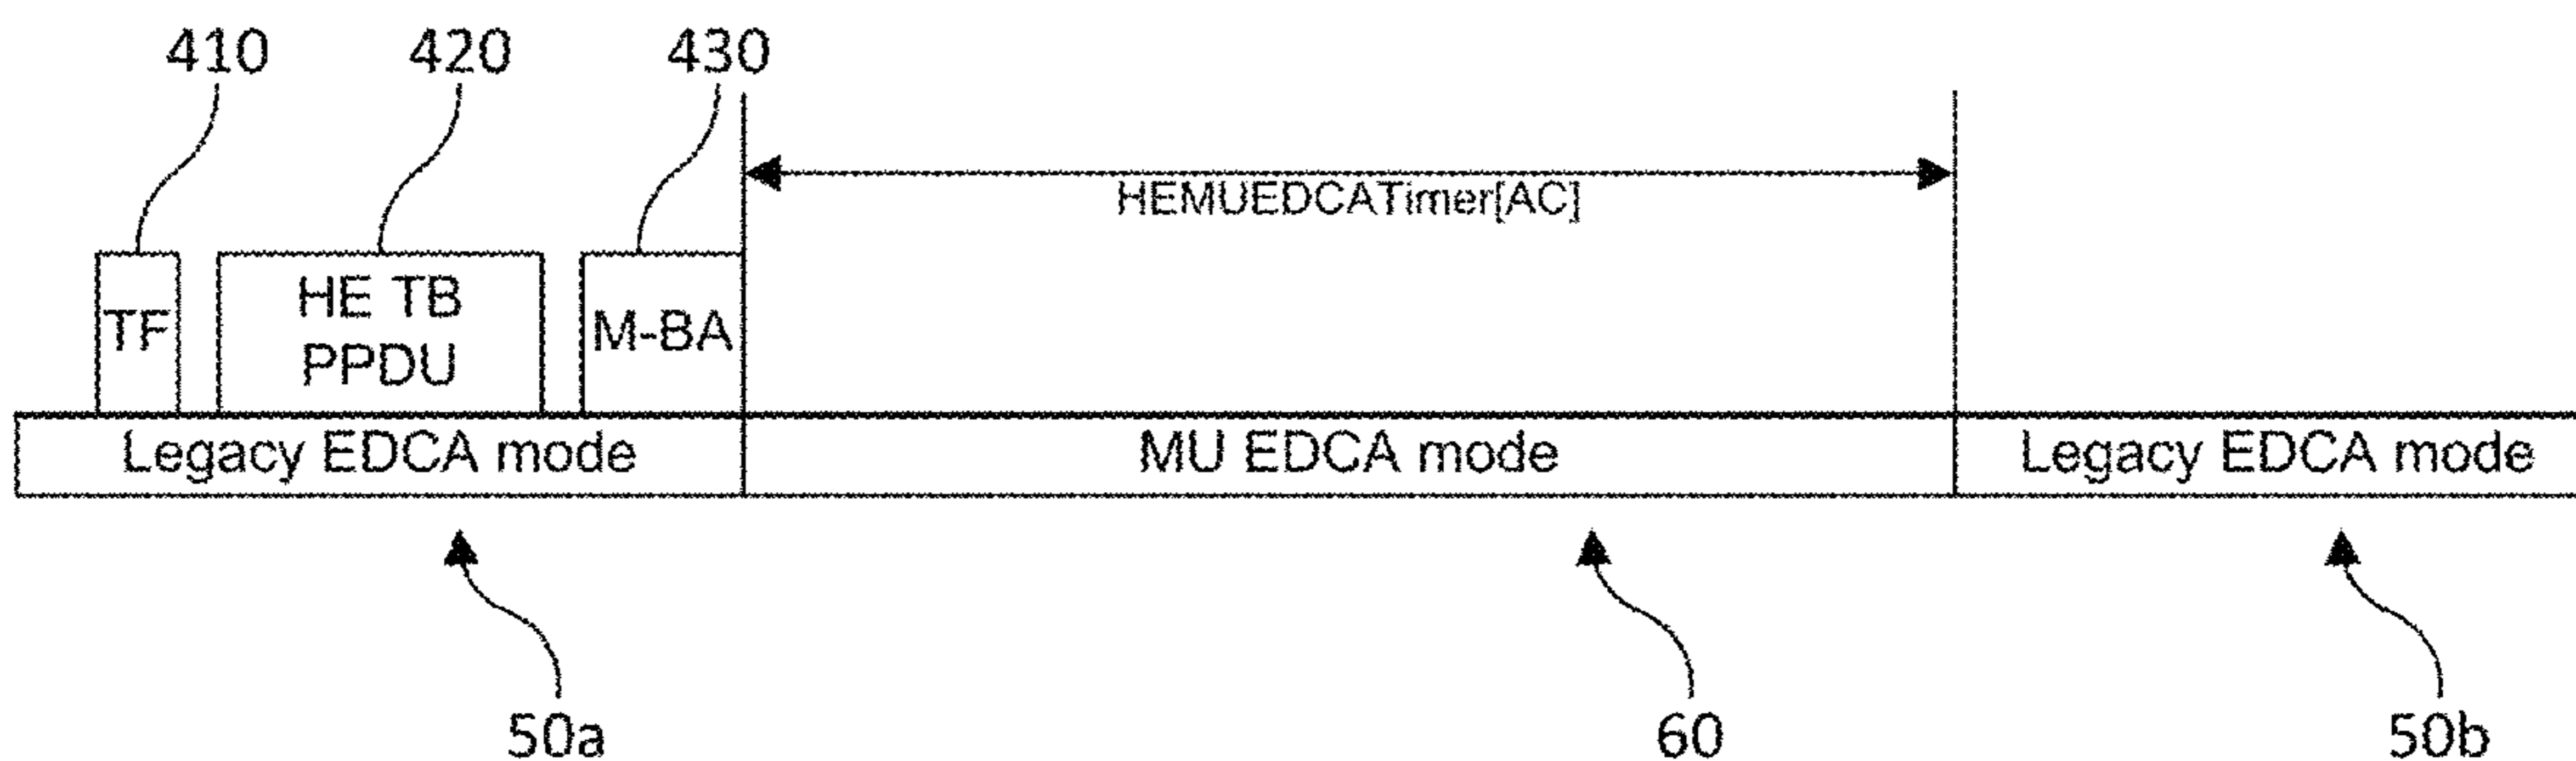 410 420 430
HEMUEDCATimer[AC]
TF
HE TB
PPDU
M-BA
Legacy EDCA mode
MU EDCA mode
Legacy EDCA mode
50a 60 50b